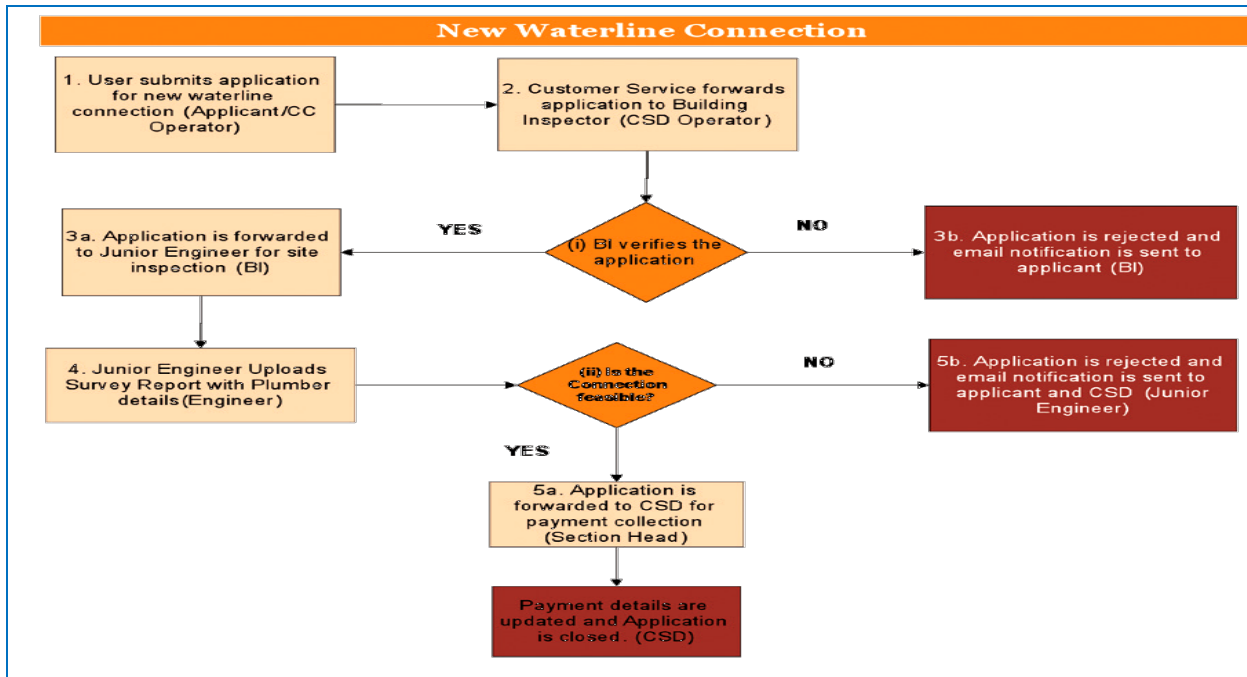 New Waterline Connection
1. User submits application
for new waterline
connection (Applicant/CC
Operator)
2. Customer Service forwards
application to Building
Inspector (CSD Operator)
(i) BI verifies the
application
YES
NO
3a. Application is forwarded
to Junior Engineer for site
inspection (BI)
3b. Application is rejected and
email notification is sent to
applicant (BI)
4. Junior Engineer Uploads
Survey Report with Plumber
details(Engineer)
(ii) Is the
Connection
feasible?
NO
5b. Application is rejected and
email notification is sent to
applicant and CSD (Junior
Engineer)
YES
5a. Application is
forwarded to CSD for
payment collection
(Section Head)
Payment details are
updated and Application
is closed. (CSD)